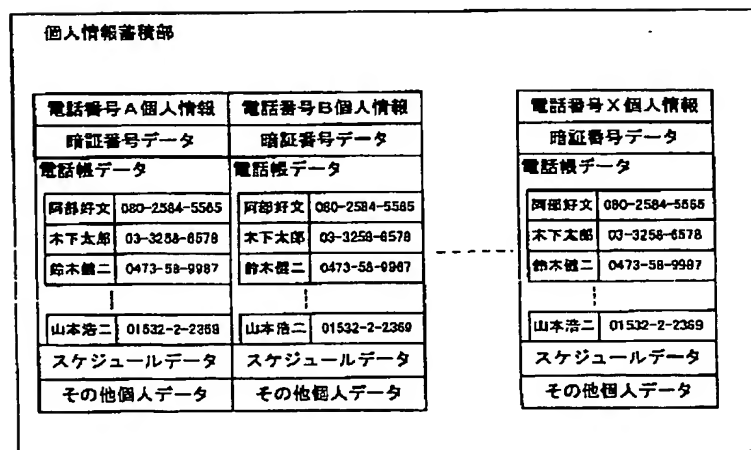 個人情報蓄積部
電話番号A個人情報
暗証番号データ
電話帳データ
阿部好文 080-2584-5565
木下太郎 03-3258-6578
鈴木健二 0473-58-9987
山本浩二 01532-2-2369
スケジュールデータ
その他個人データ
電話番号B個人情報
暗証番号データ
電話帳データ
阿部好文 080-2584-5565
木下太郎 03-3258-6578
鈴木健二 0473-58-9987
山本浩二 01532-2-2369
スケジュールデータ
その他個人データ
電話番号X個人情報
暗証番号データ
電話帳データ
阿部好文 080-2584-5565
木下太郎 03-3258-6578
鈴木健二 0473-58-9987
山本浩二 01532-2-2369
スケジュールデータ
その他個人データ